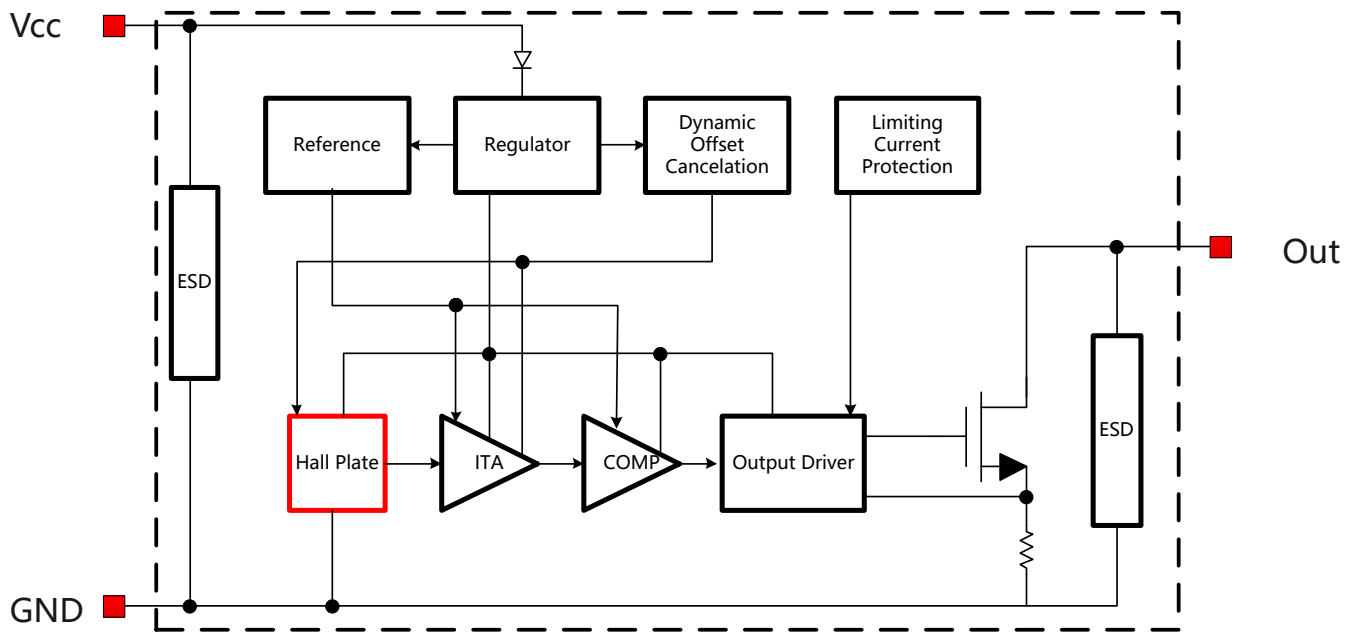 Vcc
Reference
Regulator
Dynamic
Offset
Cancelation
Limiting
Current
Protection
ESD
Out
Hall Plate
ITA
COMP
Output Driver
ESD
GND